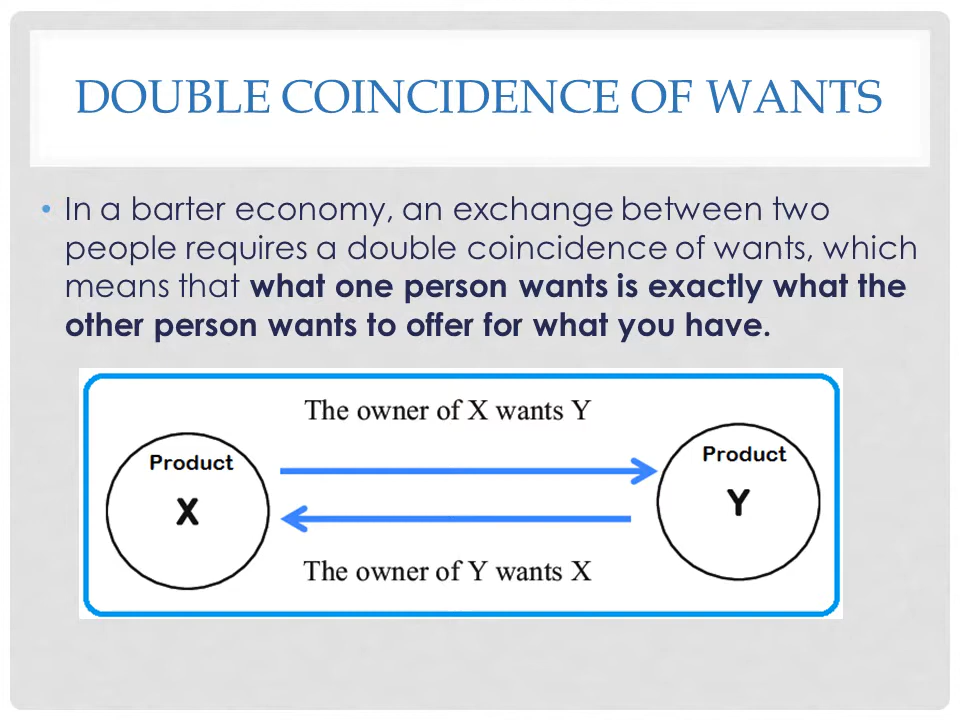 DOUBLE COINCIDENCE OF WANTS
• In a barter economy, an exchange between two
people requires a double coincidence of wants, which
means that what one person wants is exactly what the
other person wants to offer for what you have.
The owner of X wants Y
Product
X
Product
Y
The owner of Y wants X